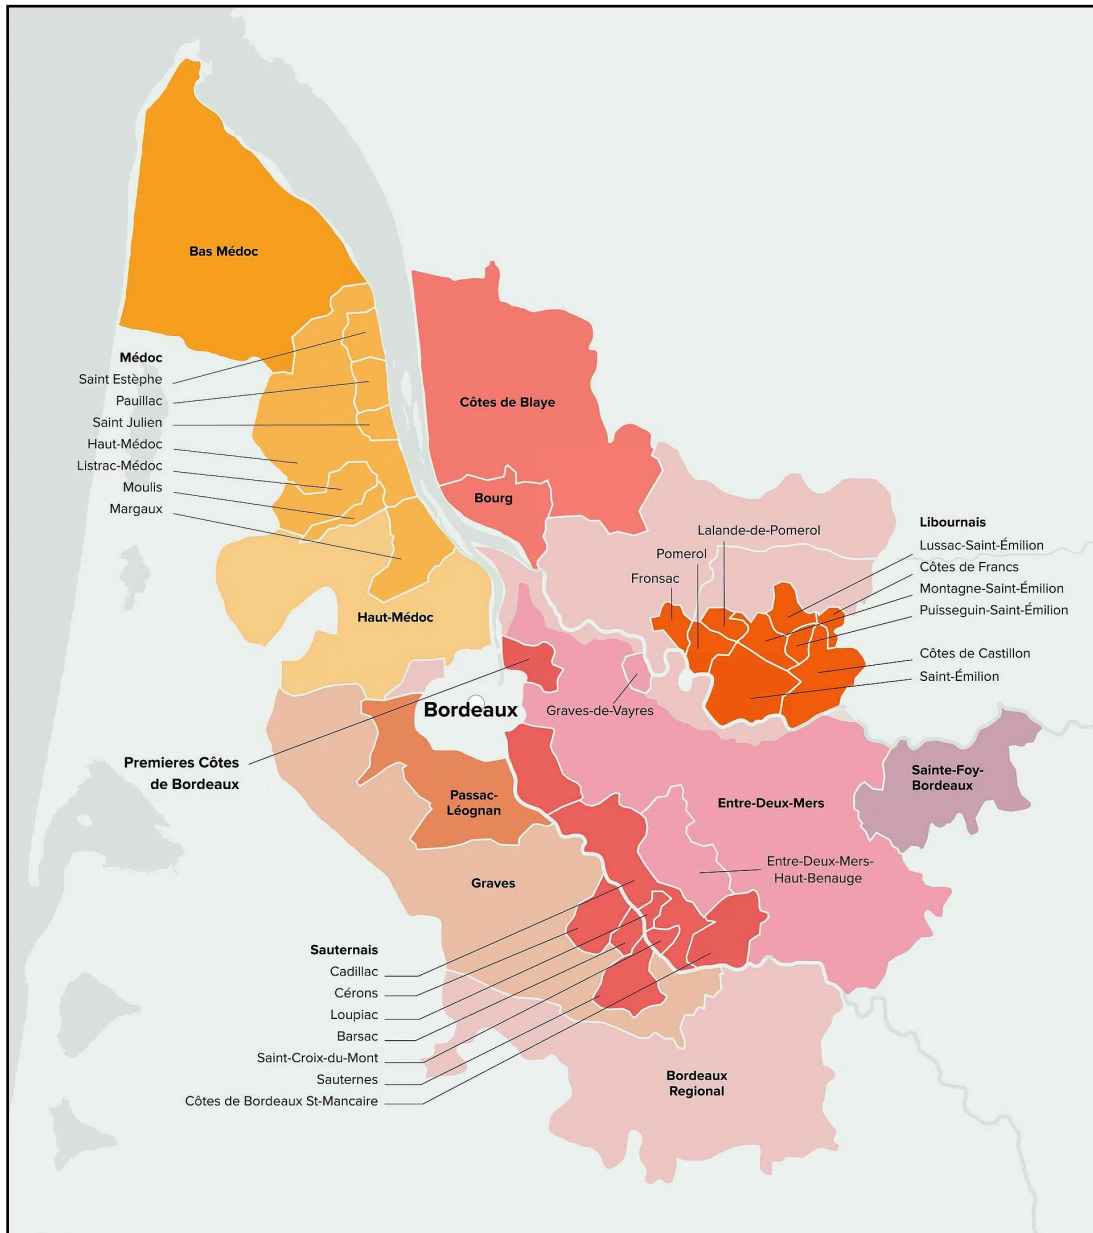 Bas Médoc
Médoc
Saint Estèphe
Pauillac
Saint Julien
Haut-Médoc
Listrac-Médoc
Moulis
Margaux
Côtes de Blaye
Bourg
Haut-Médoc
Lalande-de-Pomerol
Pomerol
Fronsac
Libournais
Lussac-Saint-Émilion
Côtes de Francs
Montagne-Saint-Émilion
Puisseguin-Saint-Émilion
Côtes de Castillon
Saint-Émilion
Graves-de-Vayres
Bordeaux
Premieres Côtes
de Bordeaux
Passac-
Léognan
Entre-Deux-Mers
Sainte-Foy-
Bordeaux
Entre-Deux-Mers-
Haut-Benauge
Graves
Sauternais
Cadillac
Cérons
Loupiac
Barsac
Saint-Croix-du-Mont
Sauternes
Côtes de Bordeaux St-Mancaire
Bordeaux
Regional